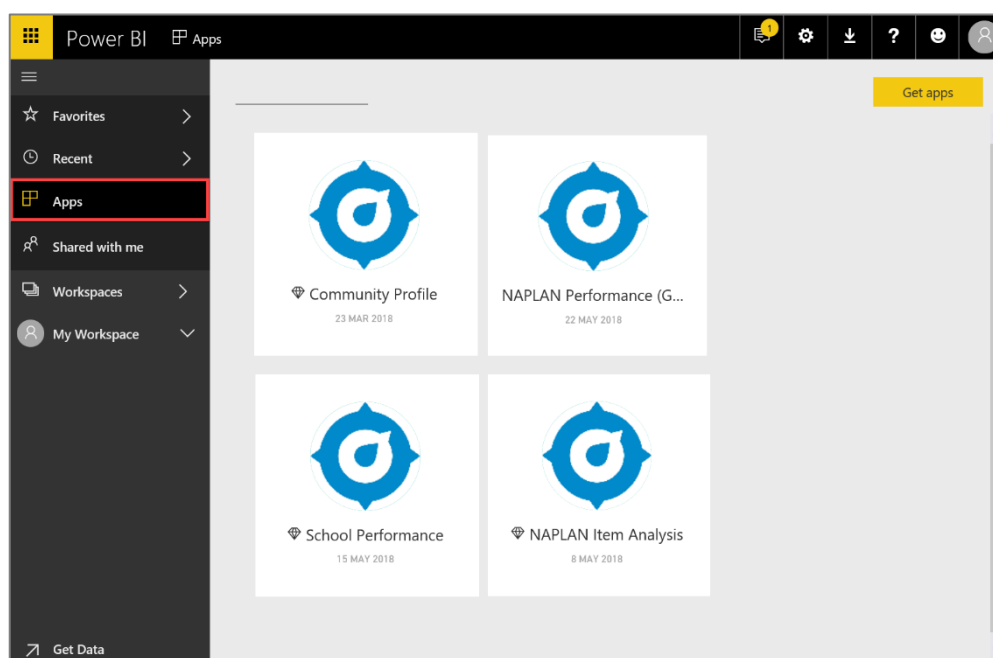 Power BI
Apps
1
?
Get apps
Favorites
Recent
Apps
Shared with me
Workspaces
My Workspace
Community Profile
23 MAR 2018
NAPLAN Performance (G...
22 MAY 2018
School Performance
15 MAY 2018
NAPLAN Item Analysis
8 MAY 2018
Get Data